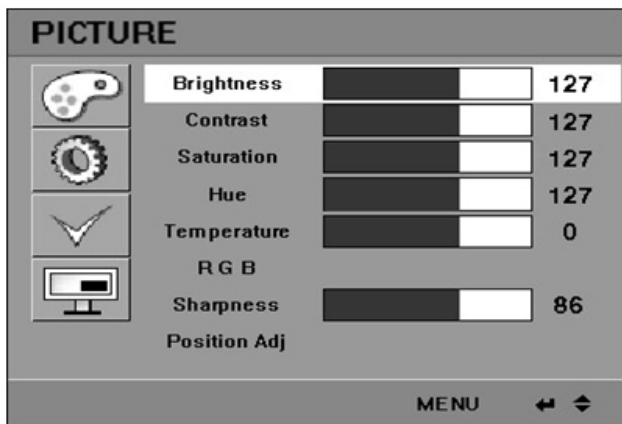 PICTURE
Brightness 127
Contrast 127
Saturation 127
Hue 127
Temperature 0
R G B
Sharpness 86
Position Adj
MENU